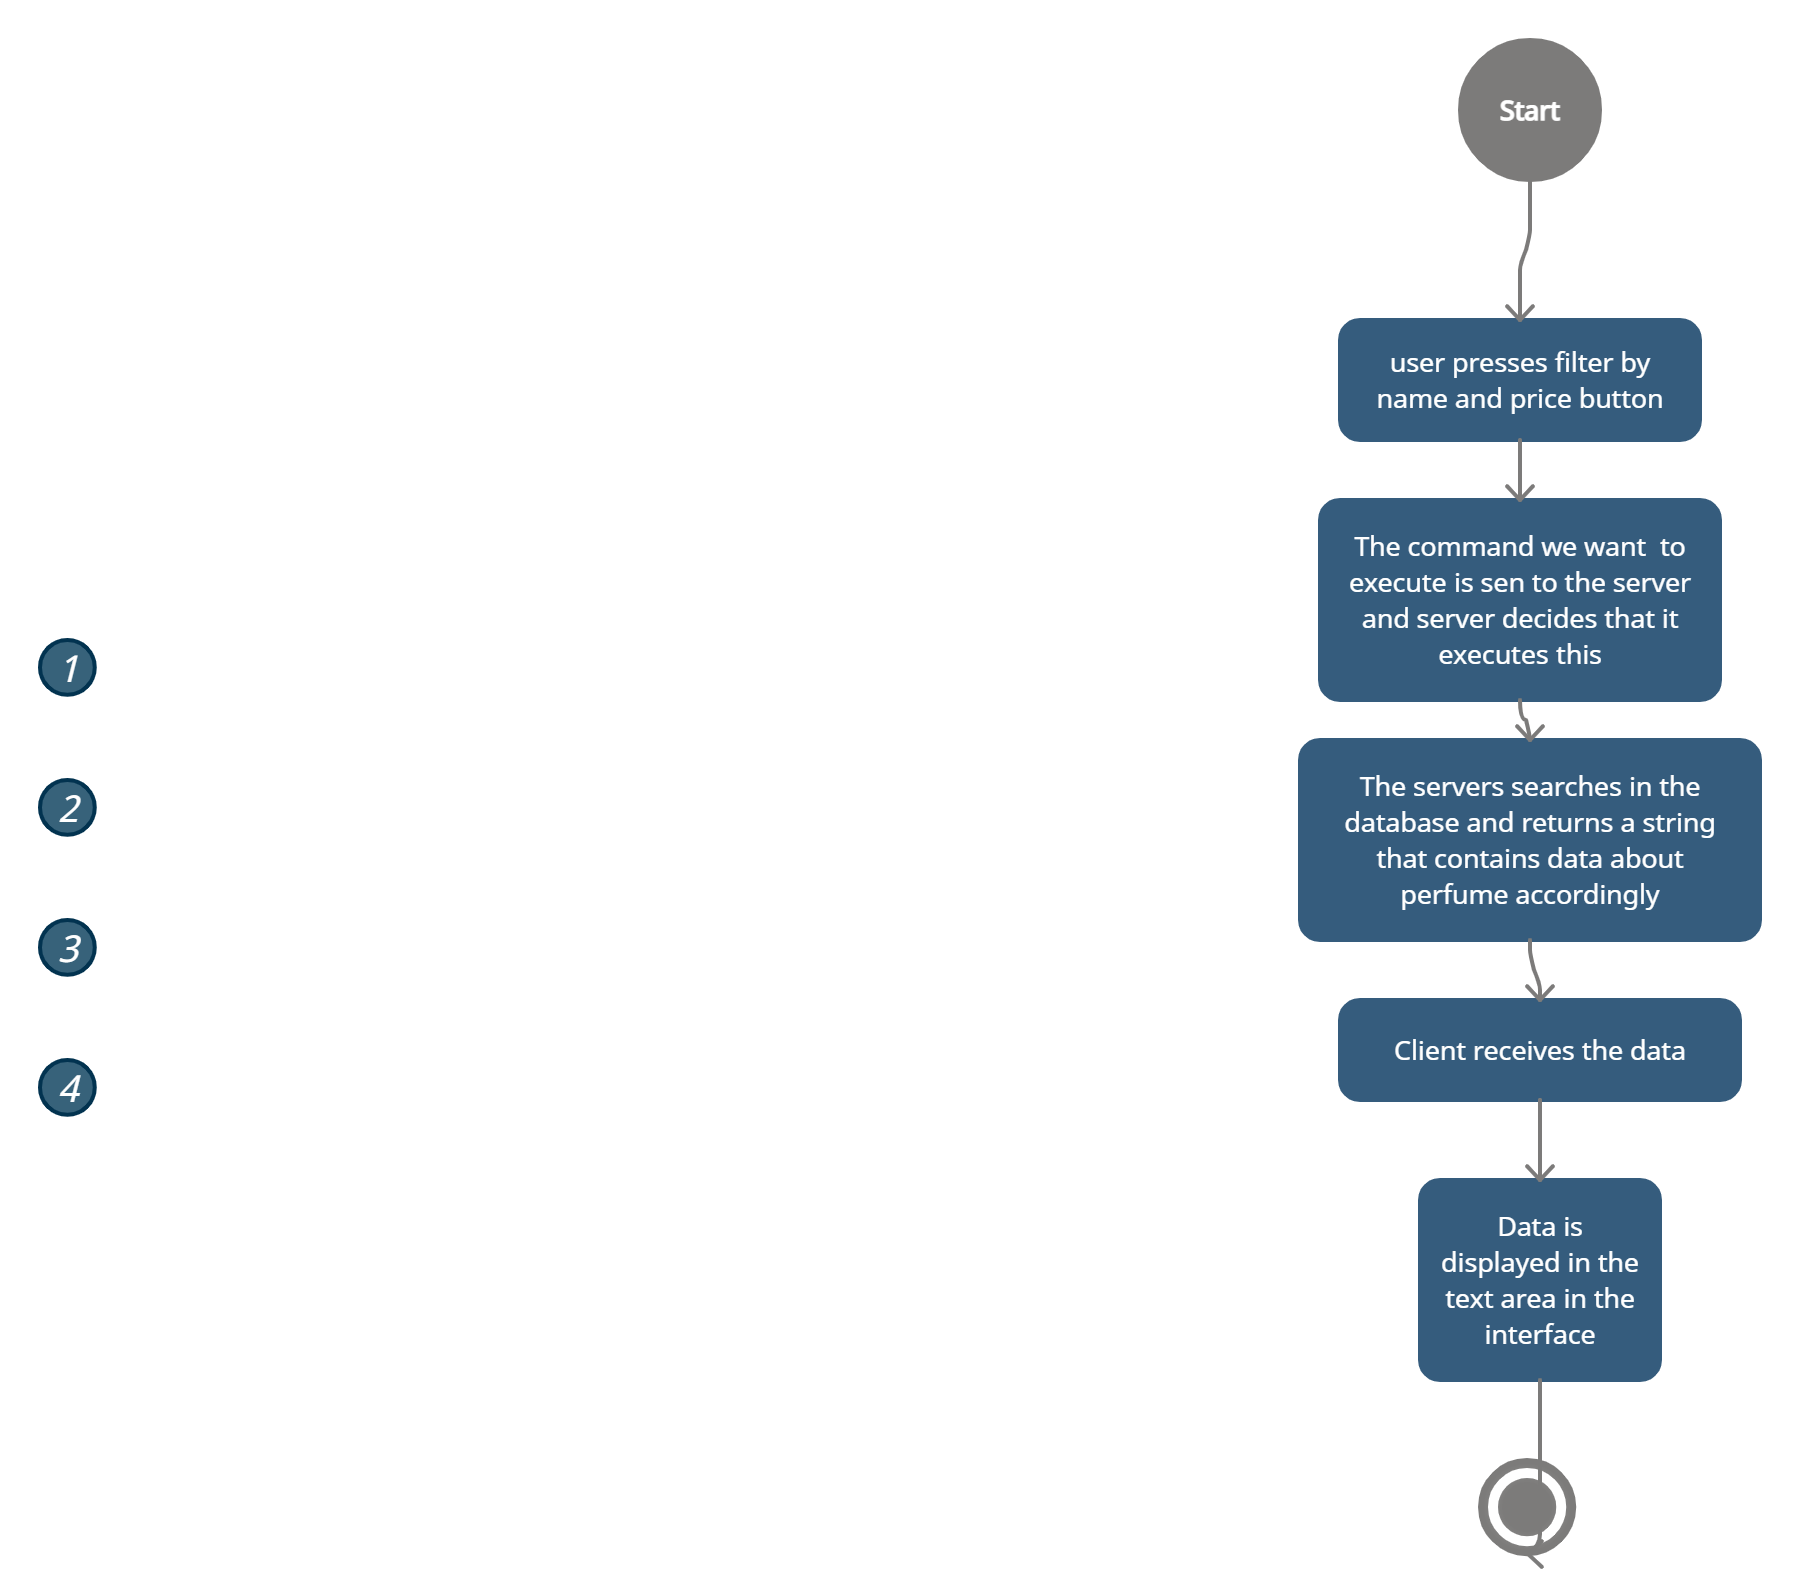 Start
user presses filter by
name and price button
The command we want  to
execute is sen to the server
and server decides that it
executes this
The servers searches in the
database and returns a string
that contains data about
perfume accordingly
Client receives the data
Data is
displayed in the
text area in the
interface
1
2
3
4